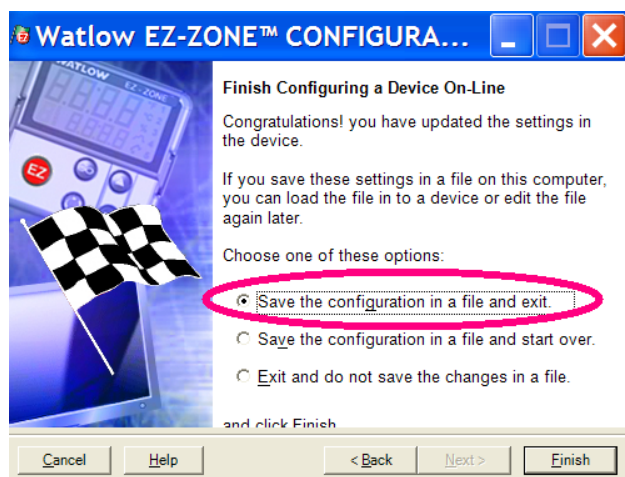 Watlow EZ-ZONE™ CONFIGURA...
WATLOW
EZ-ZONE
EZ
Finish Configuring a Device On-Line
Congratulations! you have updated the settings in
the device.
If you save these settings in a file on this computer,
you can load the file in to a device or edit the file
again later.
Choose one of these options:
Save the configuration in a file and exit.
Save the configuration in a file and start over.
Exit and do not save the changes in a file.
and click Finish
Cancel
Help
< Back
Next >
Finish